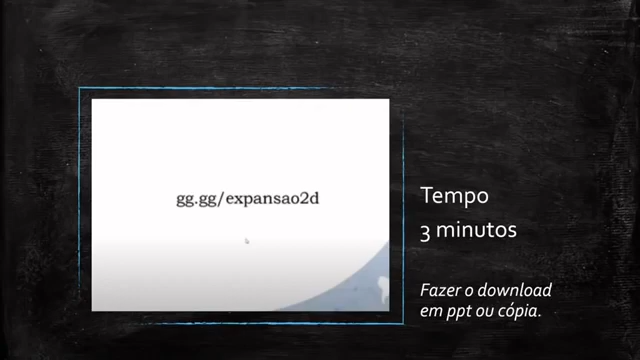 gg.gg/expansao2d
Tempo
3 minutos
Fazer o download
em ppt ou cópia.